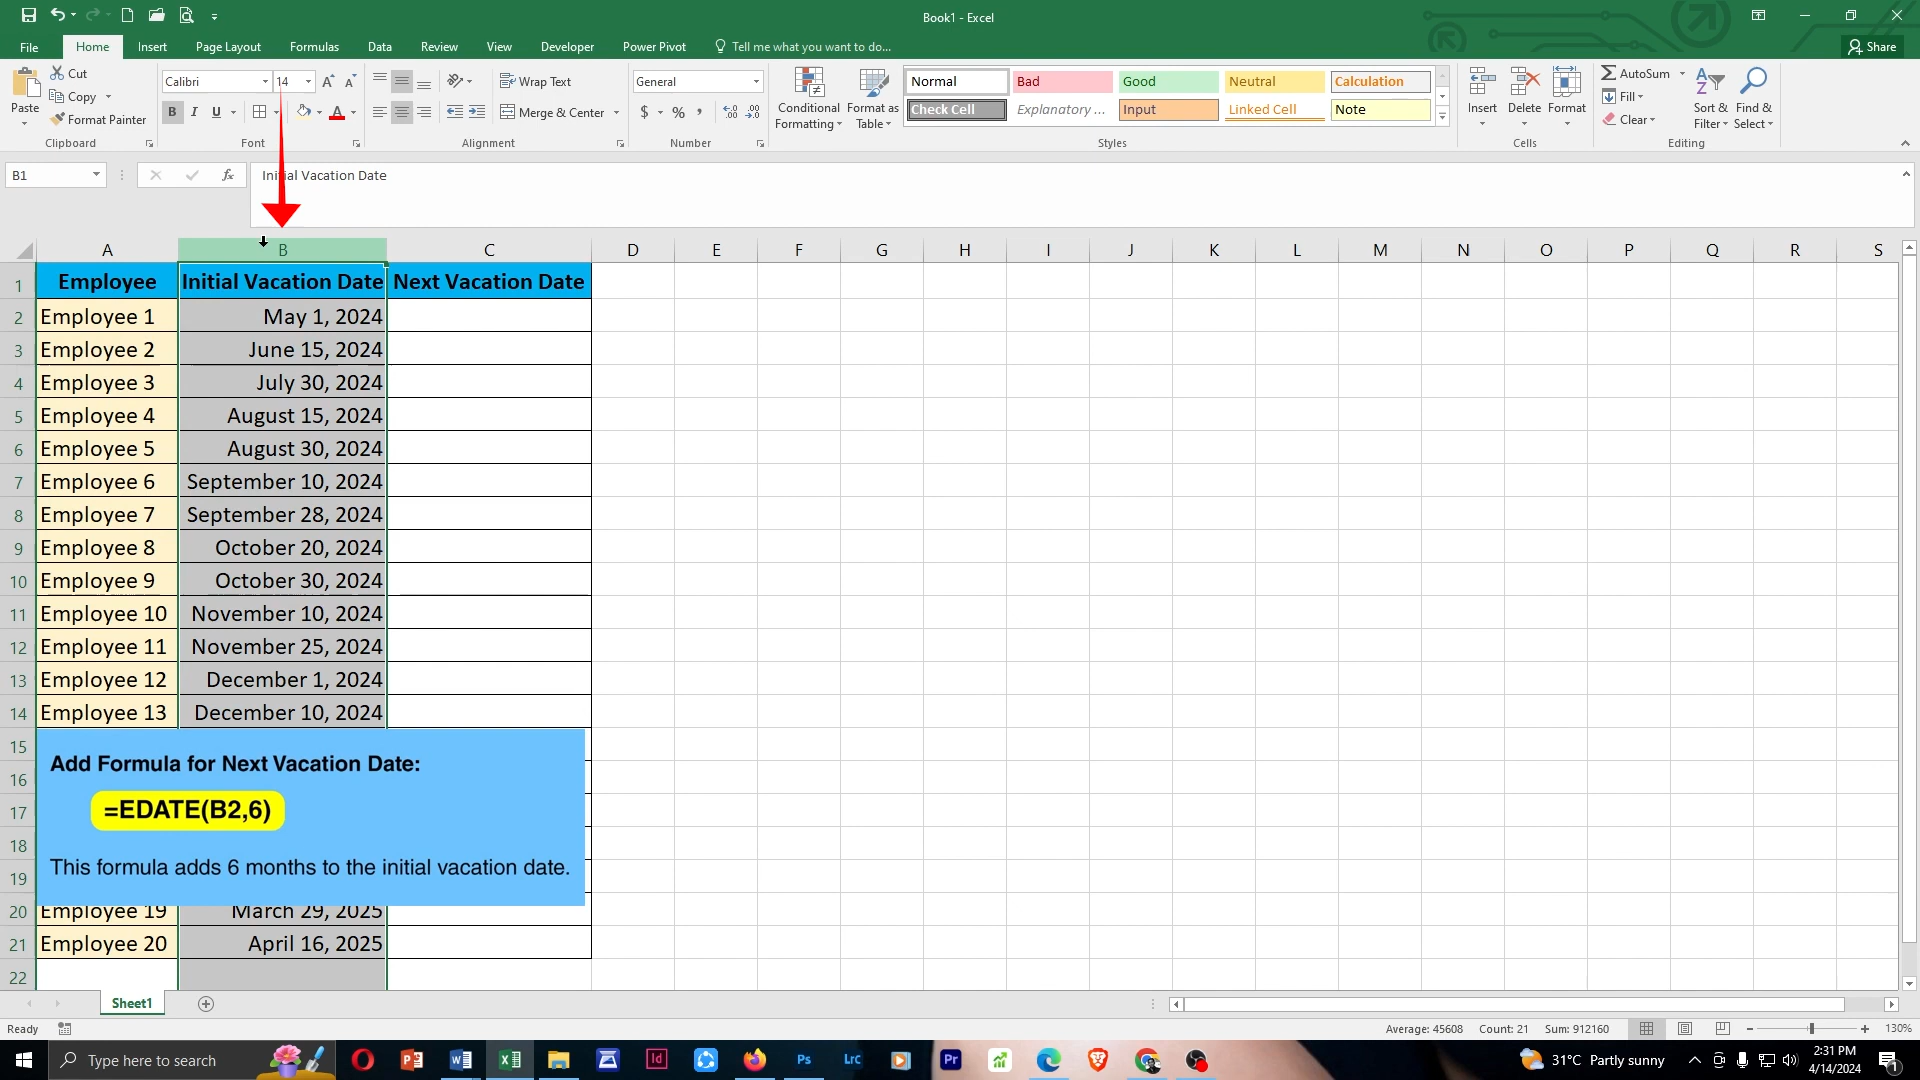 Book1 - Excel
File Home Insert Page Layout Formulas Data Review View Developer Power Pivot Tell me what you want to do... Share
Paste Cut Copy Format Painter
Calibri 14
B I U
Wrap Text
Merge & Center
General
$ % ,
Conditional Formatting
Format as Table
Normal Bad Good Neutral Calculation
Check Cell Explanatory ... Input Linked Cell Note
Insert Delete Format
AutoSum
Fill
Clear
Sort & Filter
Find & Select
Clipboard Font Alignment Number Styles Cells Editing
B1 fx Initial Vacation Date
A B C D E F G H I J K L M N O P Q R S
1 Employee Initial Vacation Date Next Vacation Date
2 Employee 1 May 1, 2024
3 Employee 2 June 15, 2024
4 Employee 3 July 30, 2024
5 Employee 4 August 15, 2024
6 Employee 5 August 30, 2024
7 Employee 6 September 10, 2024
8 Employee 7 September 28, 2024
9 Employee 8 October 20, 2024
10 Employee 9 October 30, 2024
11 Employee 10 November 10, 2024
12 Employee 11 November 25, 2024
13 Employee 12 December 1, 2024
14 Employee 13 December 10, 2024
15
16
17
18
19
Add Formula for Next Vacation Date:
=EDATE(B2,6)
This formula adds 6 months to the initial vacation date.
20 Employee 19 March 29, 2025
21 Employee 20 April 16, 2025
22
Sheet1
Ready Average: 45608 Count: 21 Sum: 912160 130%
Type here to search
Id Ps Lrc Pr
31°C Partly sunny
2:31 PM
4/14/2024
1